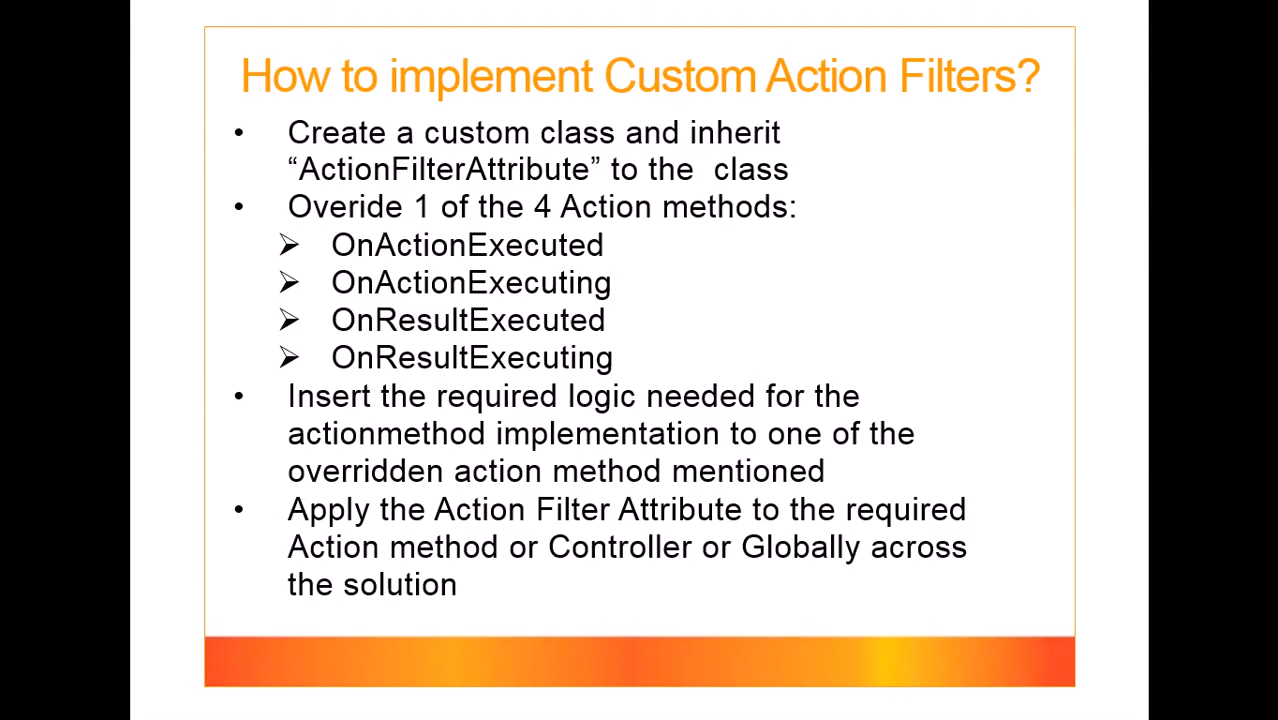 How to implement Custom Action Filters?
• Create a custom class and inherit
“ActionFilterAttribute” to the class
• Overide 1 of the 4 Action methods:
➢ OnActionExecuted
➢ OnActionExecuting
➢ OnResultExecuted
➢ OnResultExecuting
• Insert the required logic needed for the
actionmethod implementation to one of the
overridden action method mentioned
• Apply the Action Filter Attribute to the required
Action method or Controller or Globally across
the solution